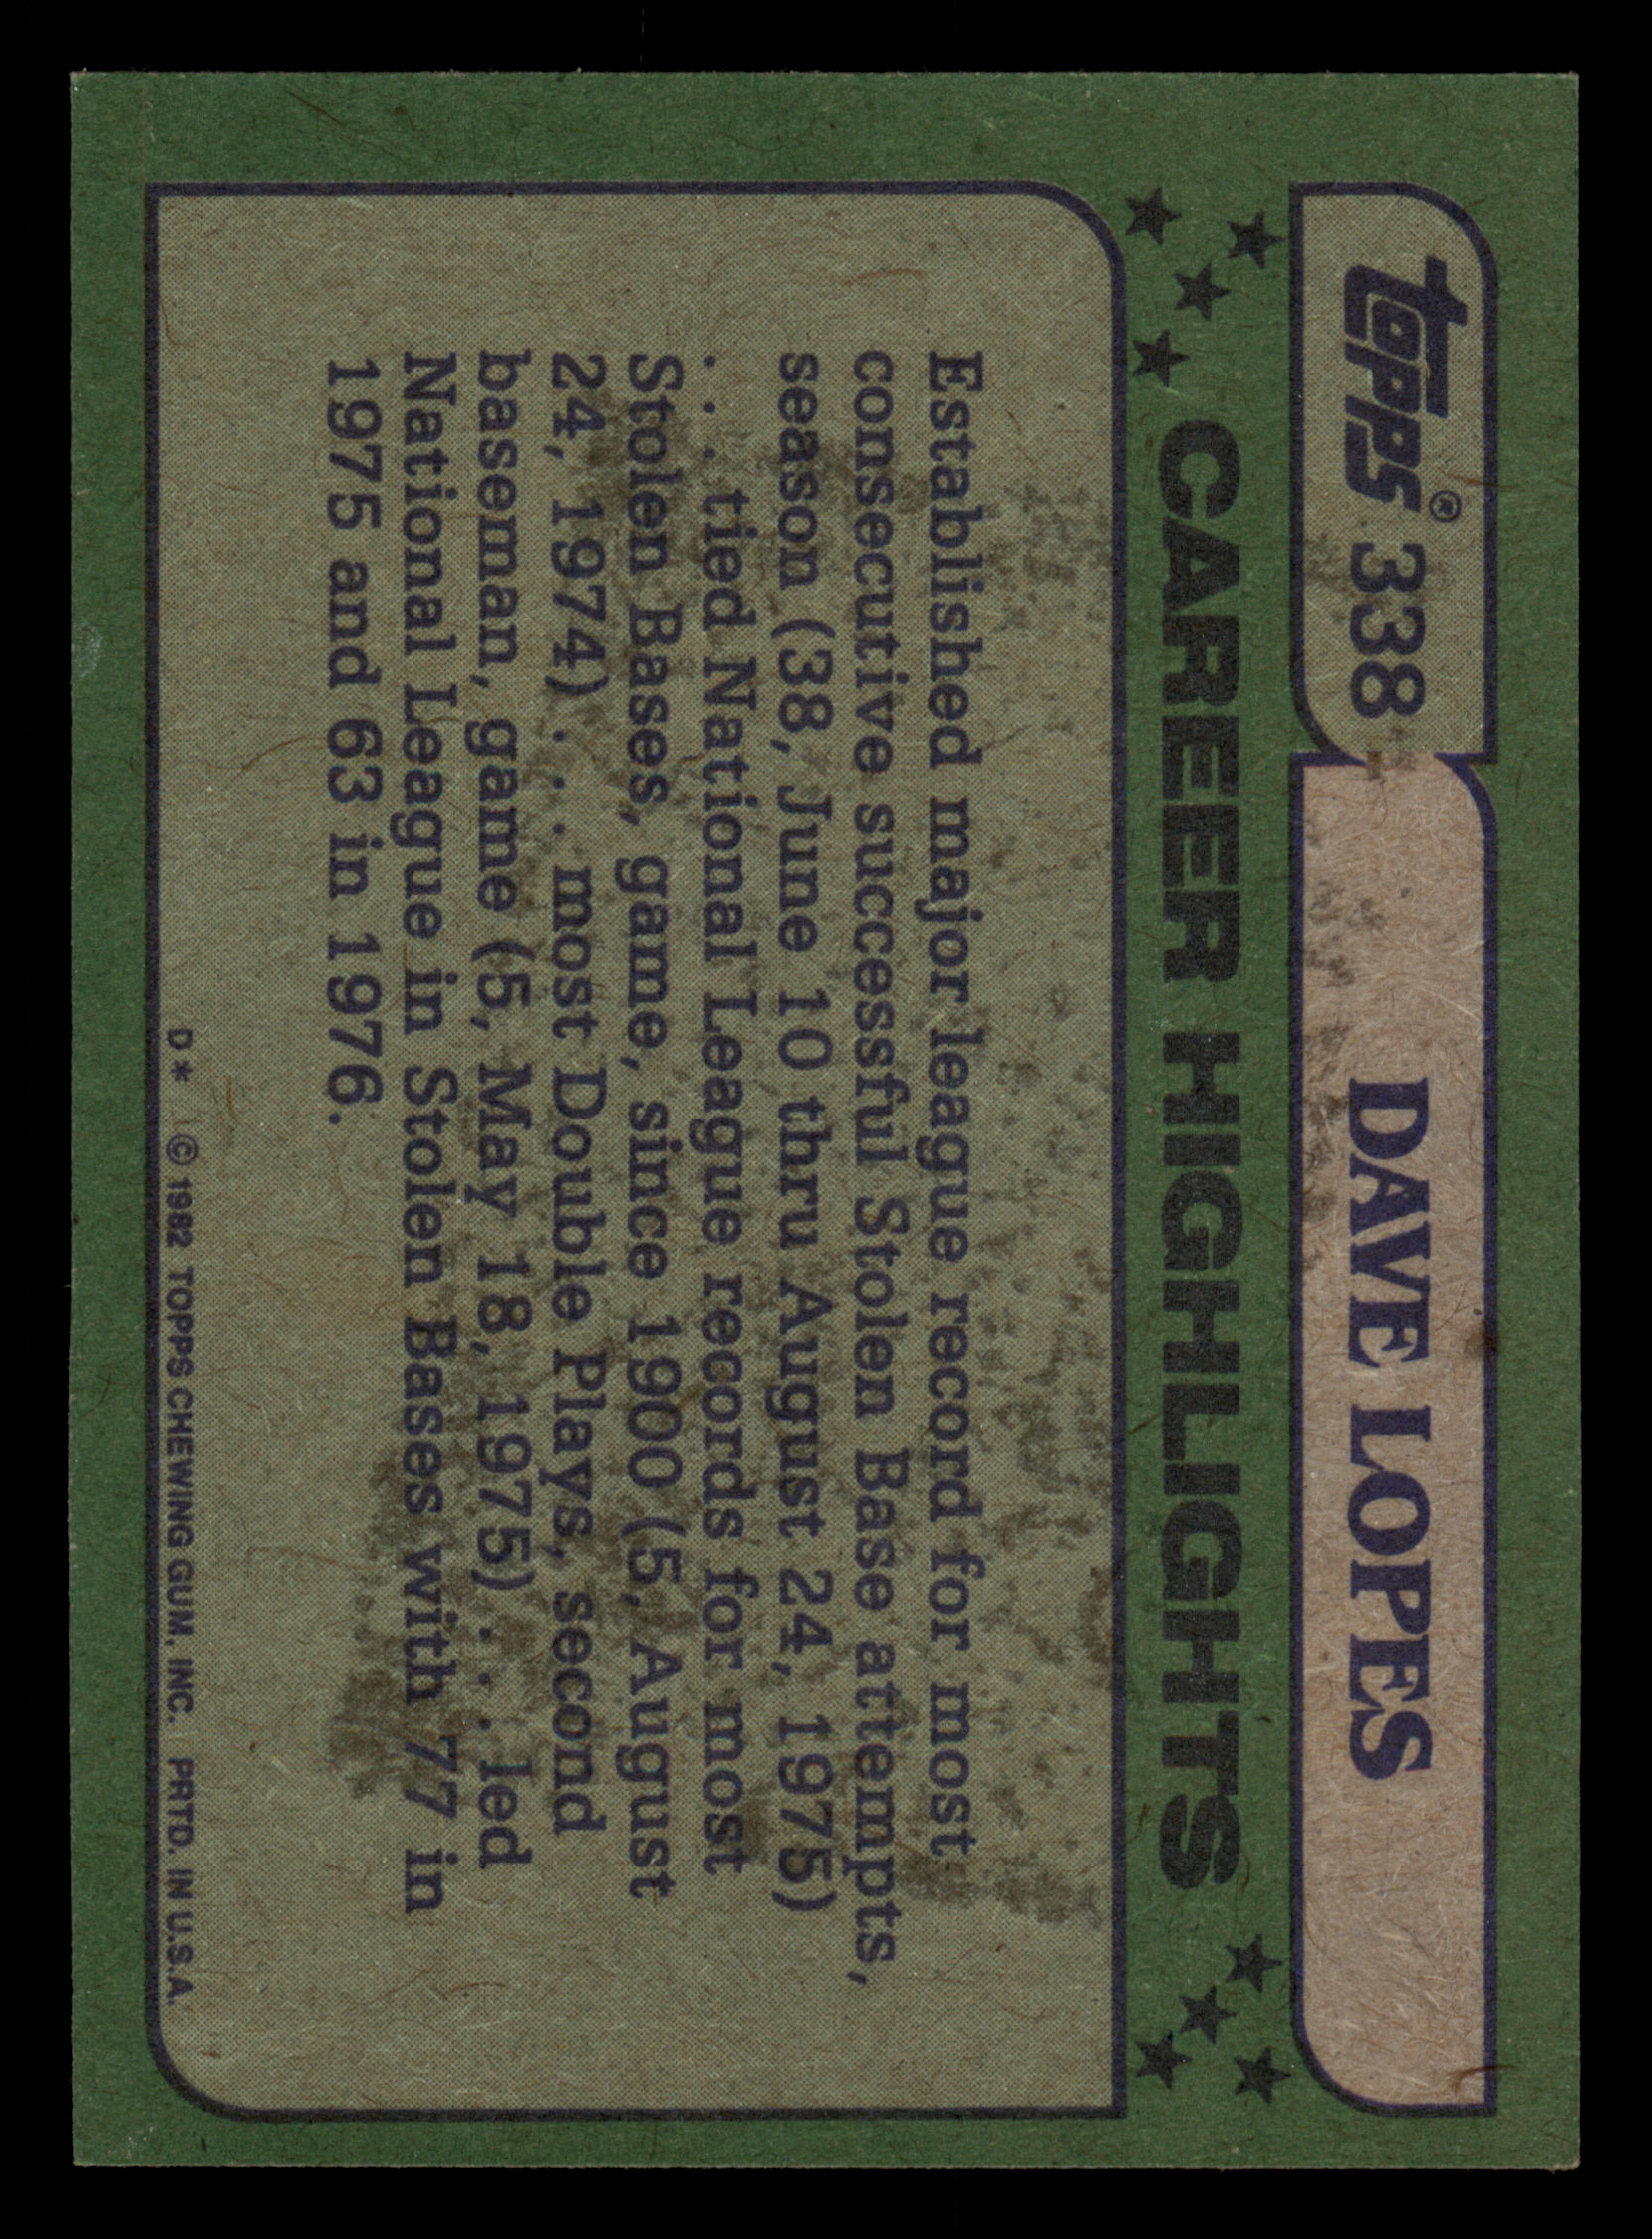 topps® 338
DAVE LOPES
CAREER HIGHLIGHTS
Established major league record for most
consecutive successful Stolen Base attempts,
season (38, June 10 thru August 24, 1975)
. . . tied National League records for most
Stolen Bases, game, since 1900 (5, August
24, 1974) . . . most Double Plays, second
baseman, game (5, May 18, 1975) . . . led
National League in Stolen Bases with 77 in
1975 and 63 in 1976.
D* © 1982 TOPPS CHEWING GUM, INC. PRTD. IN U.S.A.